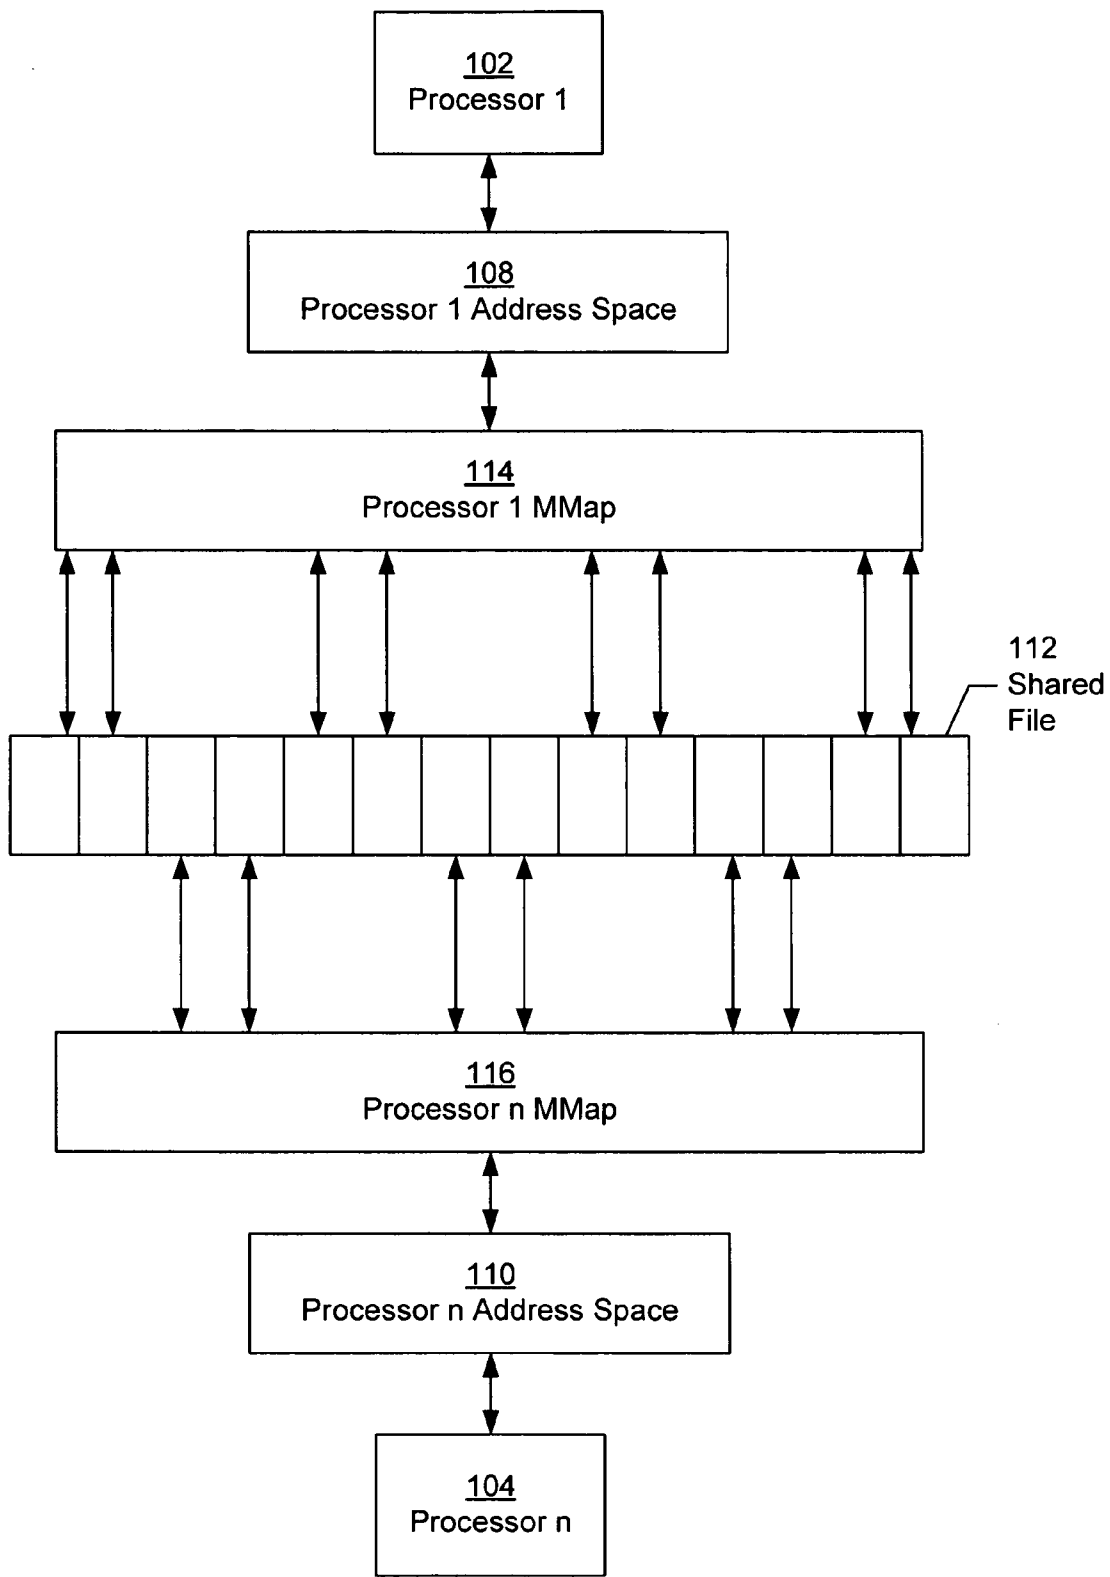 102
Processor 1
108
Processor 1 Address Space
114
Processor 1 MMap
112
Shared
File
116
Processor n MMap
110
Processor n Address Space
104
Processor n